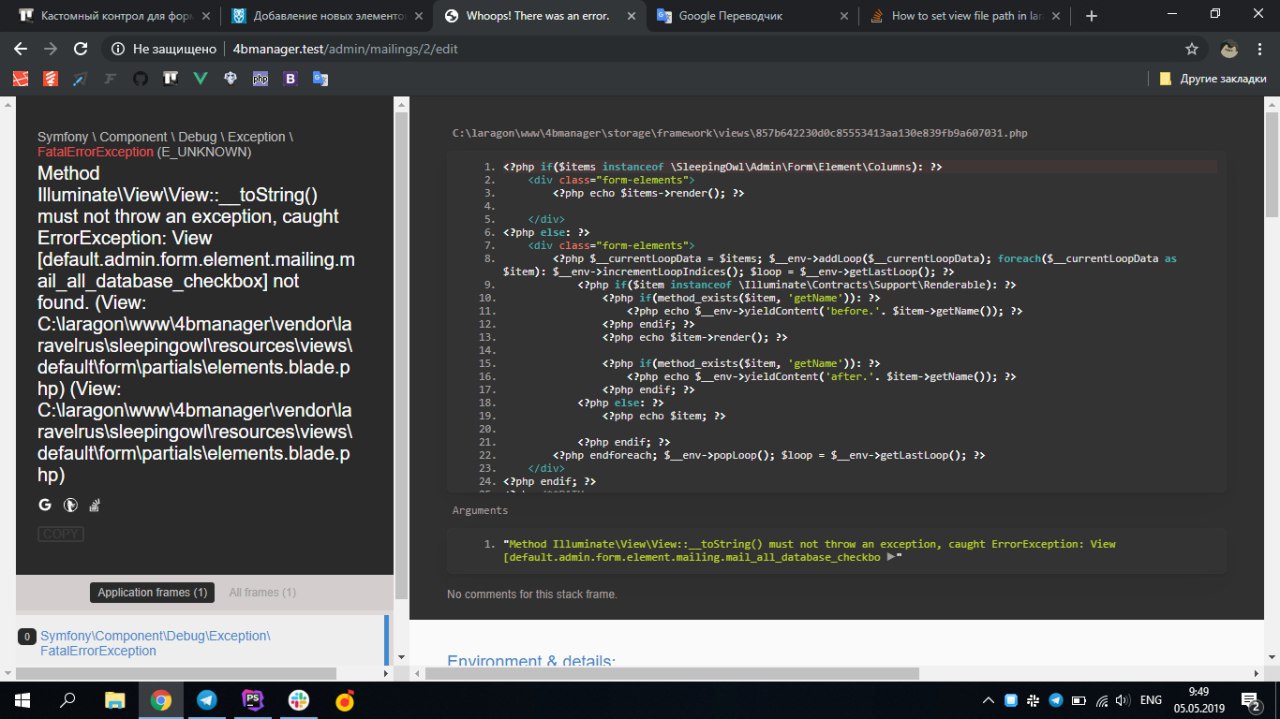 Кастомный контрол для фор
Добавление новых элементо
Whoops! There was an error.
Google Переводчик
How to set view file path in lar
Не защищено
4bmanager.test/admin/mailings/2/edit
Другие закладки
Symfony \ Component \ Debug \ Exception \
FatalErrorException (E_UNKNOWN)
Method
Illuminate\View\View::__toString()
must not throw an exception, caught
ErrorException: View
[default.admin.form.element.mailing.m
ail_all_database_checkbox] not
found. (View:
C:\laragon\www\4bmanager\vendor\la
ravelrus\sleepingowl\resources\views\
default\form\partials\elements.blade.p
hp) (View:
C:\laragon\www\4bmanager\vendor\la
ravelrus\sleepingowl\resources\views\
default\form\partials\elements.blade.p
hp)
COPY
Application frames (1)
All frames (1)
0
Symfony\Component\Debug\Exception\
FatalErrorException
C:\laragon\www\4bmanager\storage\framework\views\857b642230d0c85553413aa130e839fb9a607031.php
1. <?php if($items instanceof \SleepingOwl\Admin\Form\Element\Columns): ?>
2. <div class="form-elements">
3. <?php echo $items->render(); ?>
4.
5. </div>
6. <?php else: ?>
7. <div class="form-elements">
8. <?php $__currentLoopData = $items; $__env->addLoop($__currentLoopData); foreach($__currentLoopData as
$item): $__env->incrementLoopIndices(); $loop = $__env->getLastLoop(); ?>
9. <?php if($item instanceof \Illuminate\Contracts\Support\Renderable): ?>
10. <?php if(method_exists($item, 'getName')): ?>
11. <?php echo $__env->yieldContent('before.'. $item->getName()); ?>
12. <?php endif; ?>
13. <?php echo $item->render(); ?>
14.
15. <?php if(method_exists($item, 'getName')): ?>
16. <?php echo $__env->yieldContent('after.'. $item->getName()); ?>
17. <?php endif; ?>
18. <?php else: ?>
19. <?php echo $item; ?>
20.
21. <?php endif; ?>
22. <?php endforeach; $__env->popLoop(); $loop = $__env->getLastLoop(); ?>
23. </div>
24. <?php endif; ?>
Arguments
1. "Method Illuminate\View\View::__toString() must not throw an exception, caught ErrorException: View
[default.admin.form.element.mailing.mail_all_database_checkbo ▶"
No comments for this stack frame.
Environment & details:
ENG
9:49
05.05.2019
2